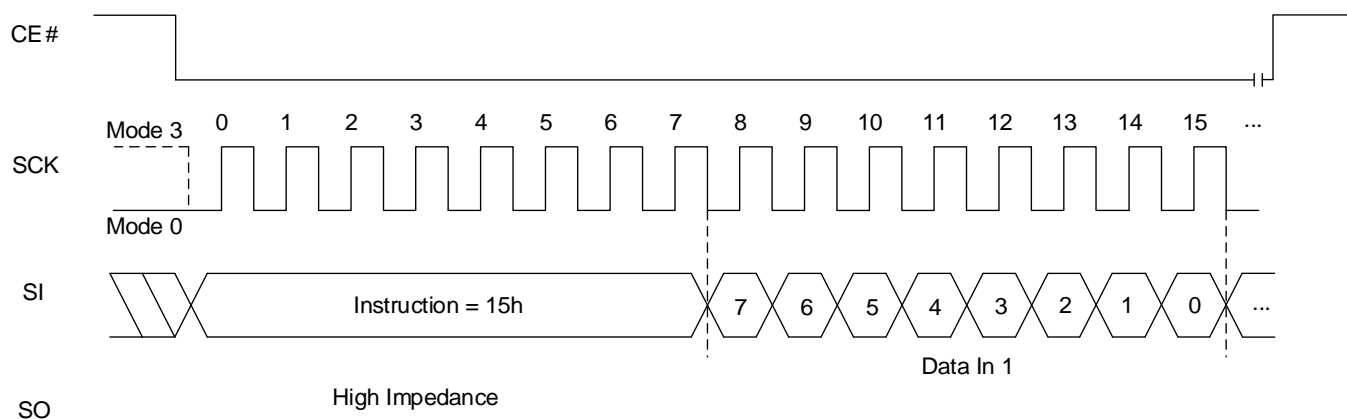 CE#
Mode 3 0 1 2 3 4 5 6 7 8 9 10 11 12 13 14 15 ...
SCK
Mode 0
SI Instruction = 15h 7 6 5 4 3 2 1 0 ...
Data In 1
High Impedance
SO